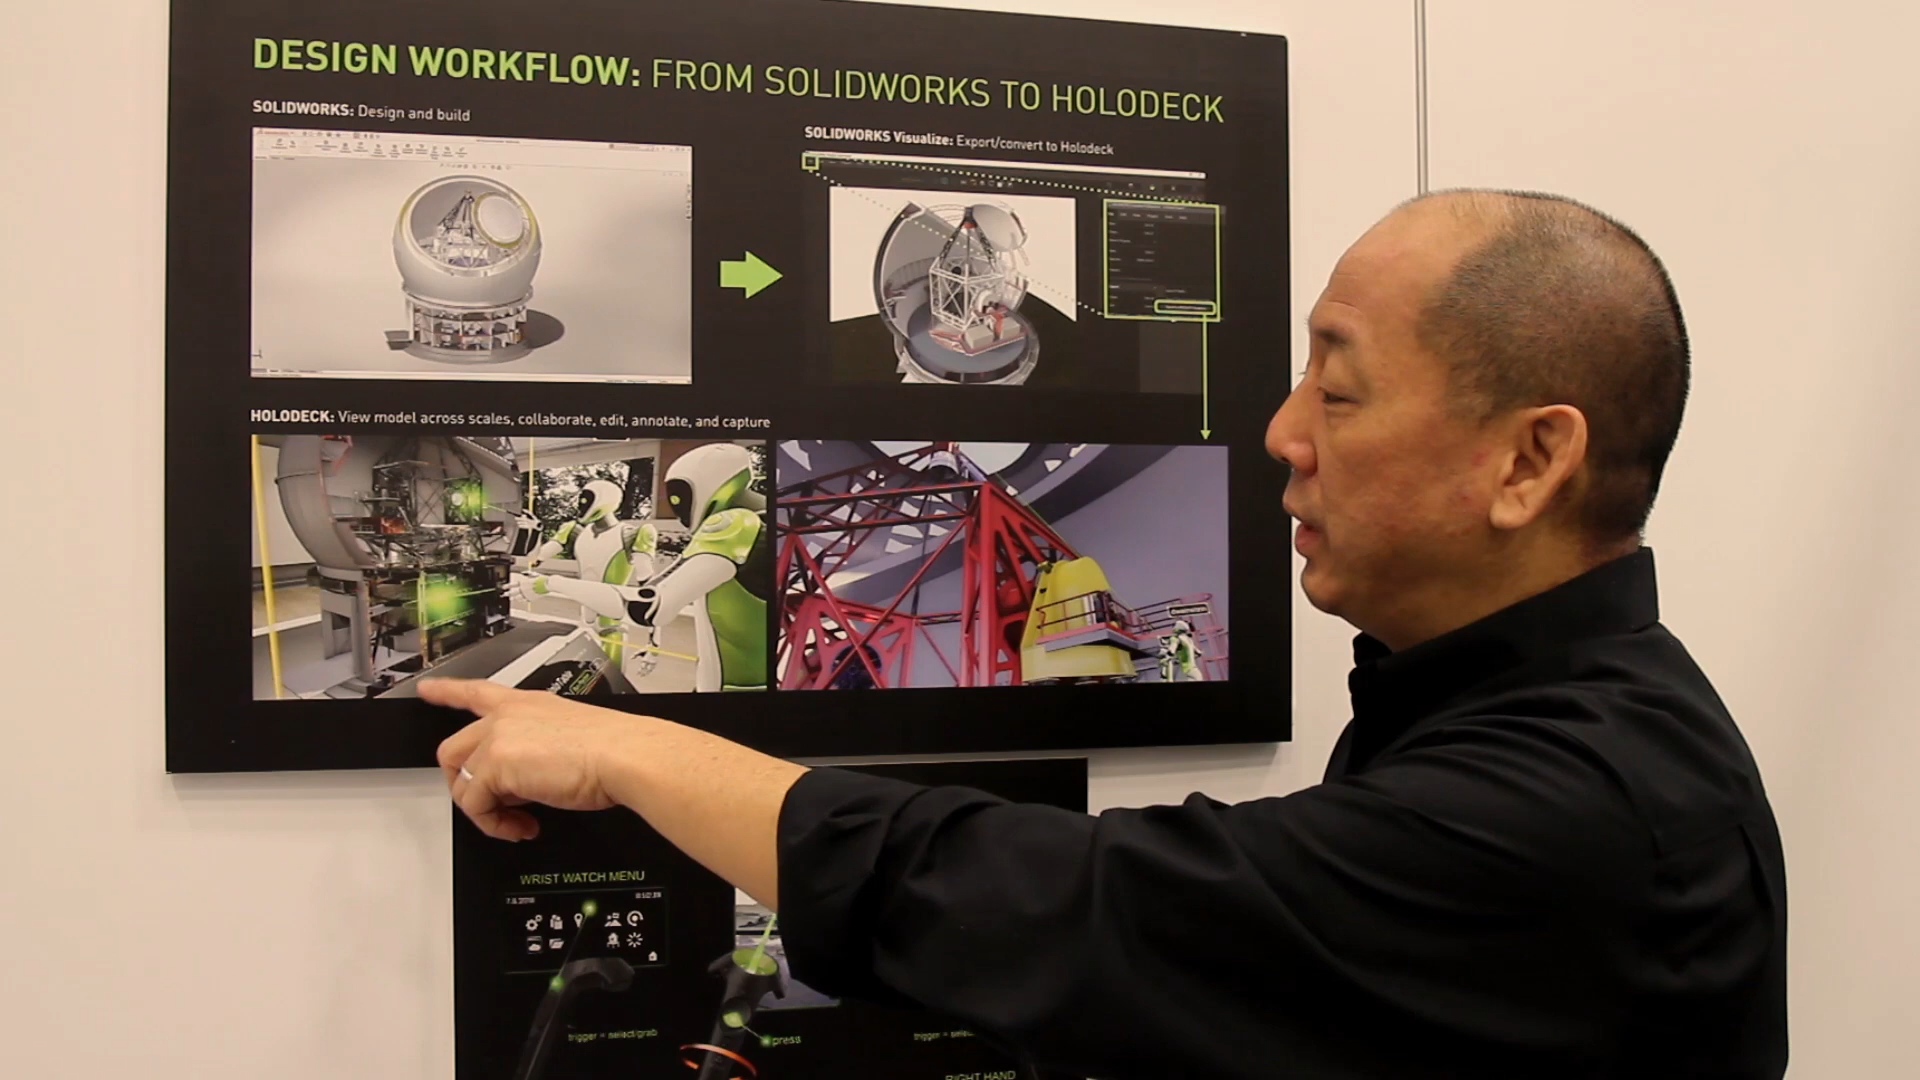 DESIGN WORKFLOW: FROM SOLIDWORKS TO HOLODECK
SOLIDWORKS: Design and build
SOLIDWORKS Visualize: Export/convert to Holodeck
HOLODECK: View model across scales, collaborate, edit, annotate, and capture
WRIST WATCH MENU
trigger = select/grab
press
trigger =
RIGHT HAND